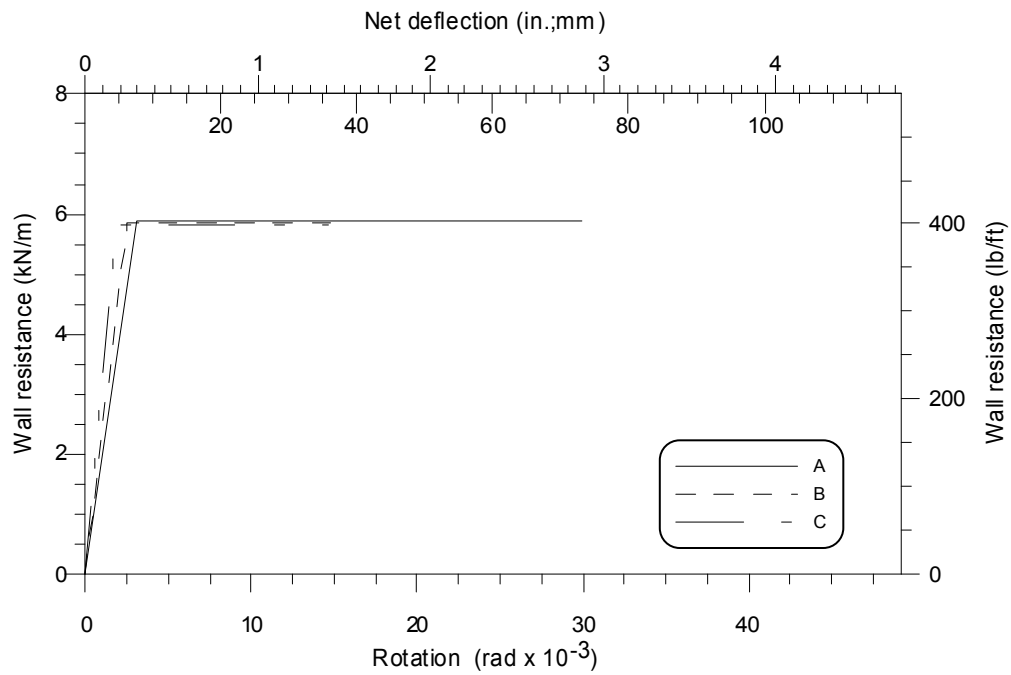 Net deflection (in.;mm)
0 1 2 3 4
20 40 60 80 100
Wall resistance (kN/m)
8
6
4
2
0
Wall resistance (lb/ft)
400
200
0
A
B
C
0 10 20 30 40
Rotation (rad x 10-3)